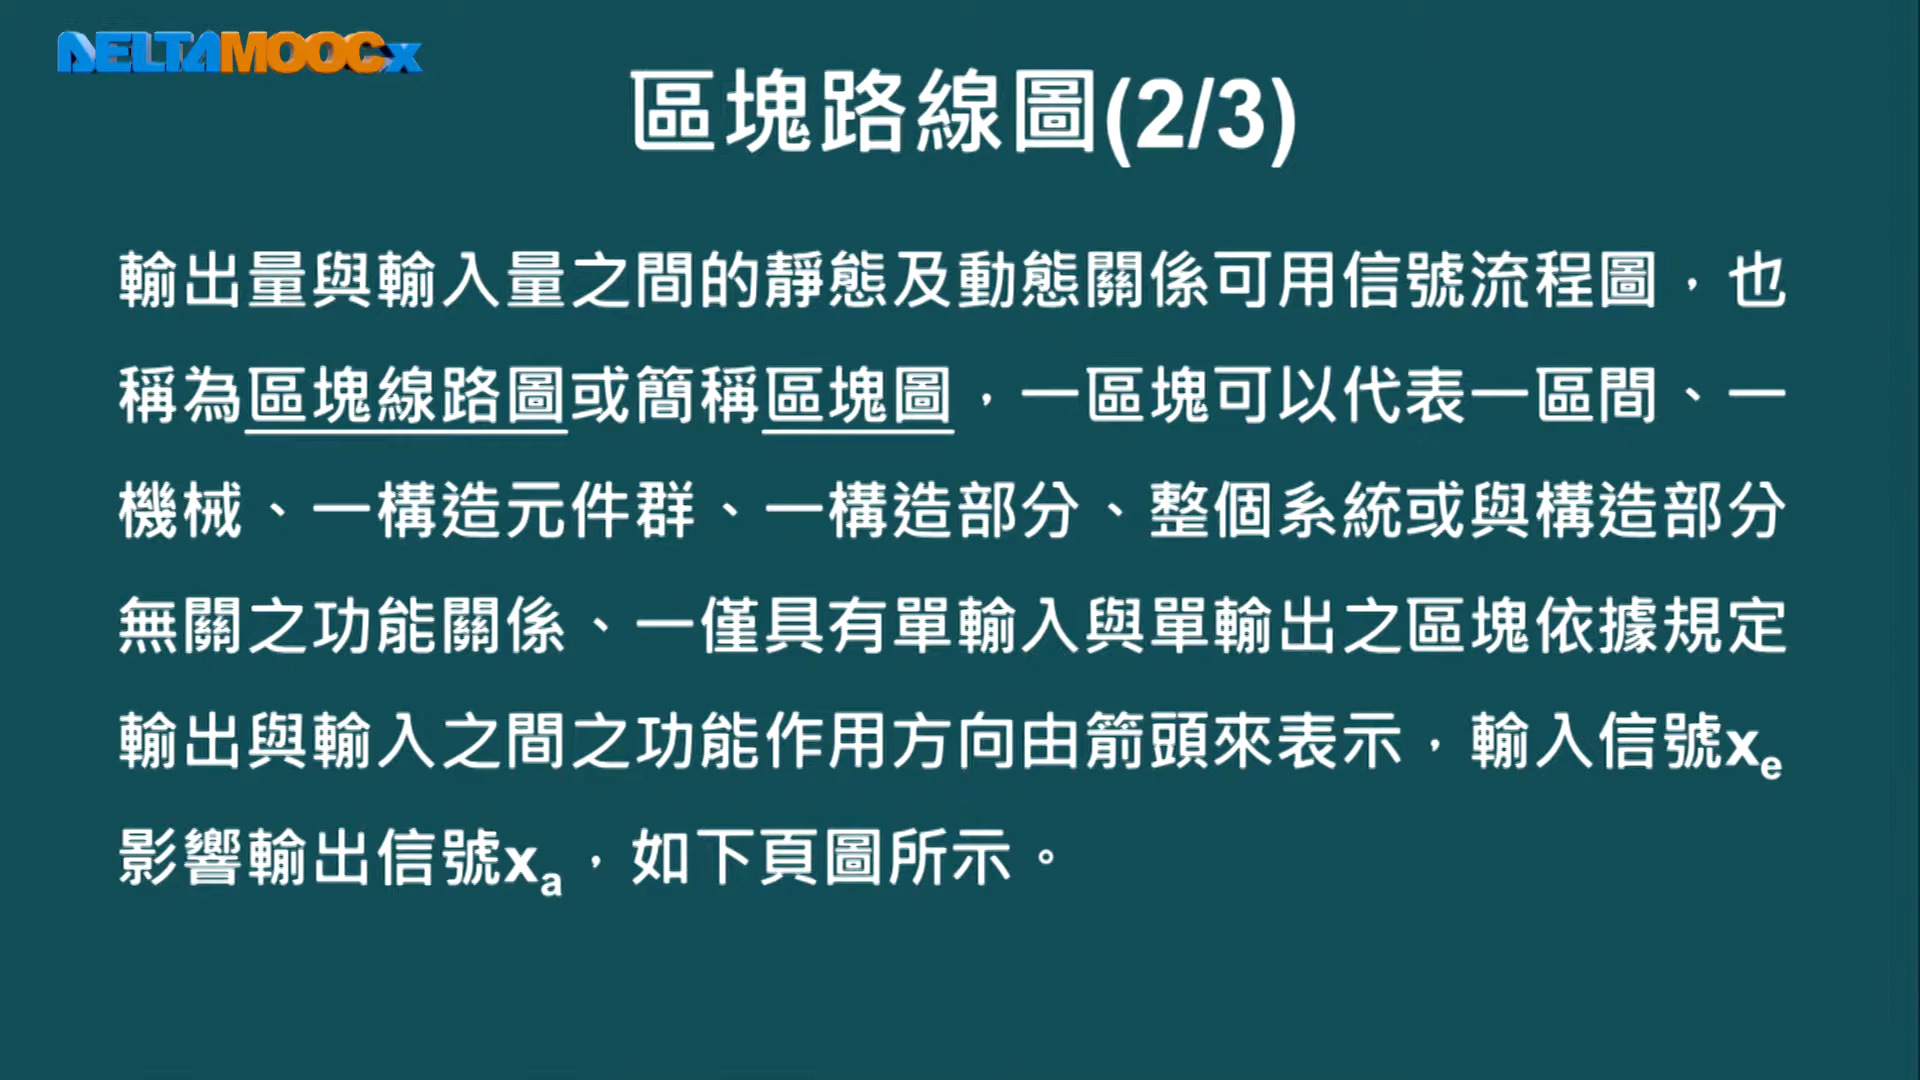 DELTAMOOCx
區塊路線圖(2/3)
輸出量與輸入量之間的靜態及動態關係可用信號流程圖，也
稱為區塊線路圖或簡稱區塊圖，一區塊可以代表一區間、一
機械、一構造元件群、一構造部分、整個系統或與構造部分
無關之功能關係、一僅具有單輸入與單輸出之區塊依據規定
輸出與輸入之間之功能作用方向由箭頭來表示，輸入信號xe
影響輸出信號xa，如下頁圖所示。